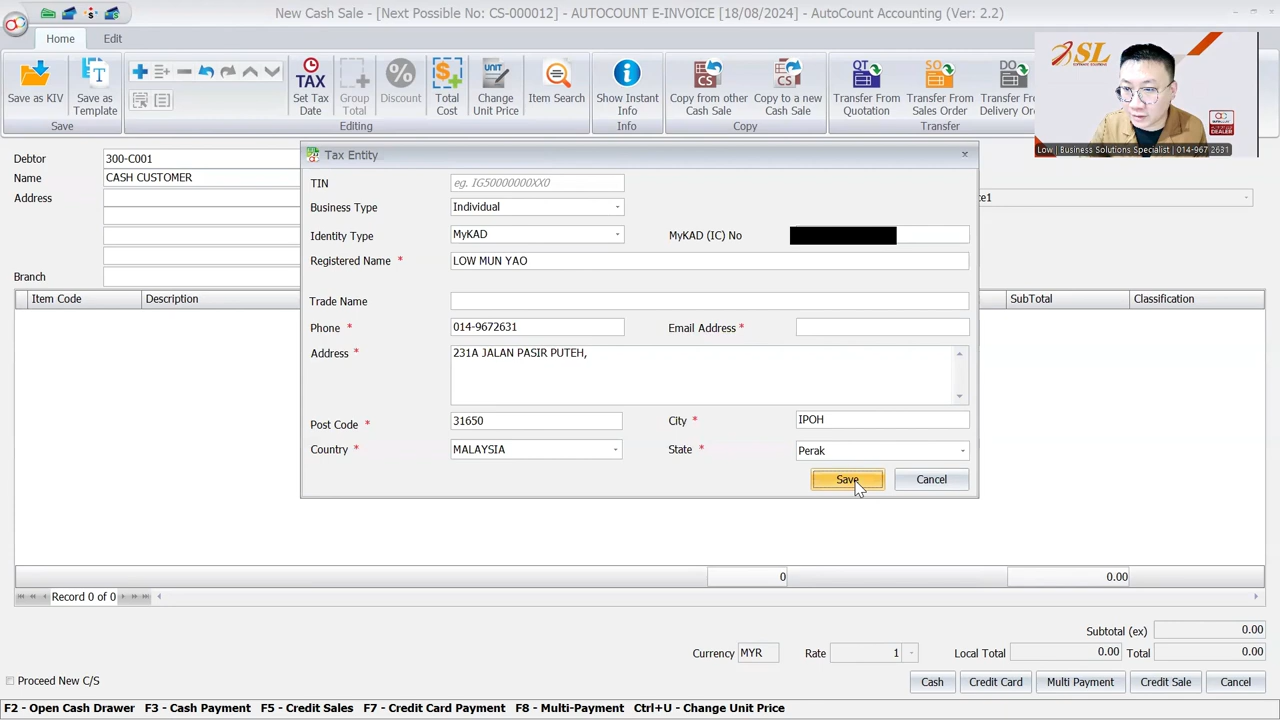 New Cash Sale - [Next Possible No: CS-000012] - AUTOCOUNT E-INVOICE [18/08/2024] - AutoCount Accounting (Ver: 2.2)
Home Edit
Save as KIV
Save as Template
Save
Set Tax Date
Group Total
Discount
Total Cost
Change Unit Price
Item Search
Editing
Show Instant Info
Info
Copy from other Cash Sale
Copy to a new Cash Sale
Copy
Transfer From Quotation
Transfer From Sales Order
Transfer Fr
Delivery Or
Transfer
SL
Low | Business Solutions Specialist | 014-967 2631
Debtor 300-C001
Name CASH CUSTOMER
Address
Branch
Tax Entity
TIN eg. IG50000000XX0
Business Type Individual
Identity Type MyKAD MyKAD (IC) No
Registered Name * LOW MUN YAO
Trade Name
Phone * 014-9672631 Email Address *
Address * 231A JALAN PASIR PUTEH,
Post Code * 31650 City * IPOH
Country * MALAYSIA State * Perak
Save Cancel
Item Code Description SubTotal Classification
0 0.00
Record 0 of 0
Subtotal (ex) 0.00
Currency MYR Rate 1 Local Total 0.00 Total 0.00
Proceed New C/S Cash Credit Card Multi Payment Credit Sale Cancel
F2 - Open Cash Drawer F3 - Cash Payment F5 - Credit Sales F7 - Credit Card Payment F8 - Multi-Payment Ctrl+U - Change Unit Price